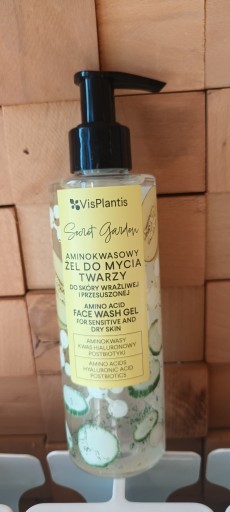 VisPlantis
Secret Garden
AMINOKWASOWY
ŻEL DO MYCIA
TWARZY
DO SKÓRY WRAŻLIWEJ
I PRZESUSZONEJ
AMINO ACID
FACE WASH GEL
FOR SENSITIVE AND
DRY SKIN
AMINOKWASY
KWAS HIALURONOWY
POSTBIOTYKI
AMINO ACIDS
HYALURONIC ACID
POSTBIOTICS